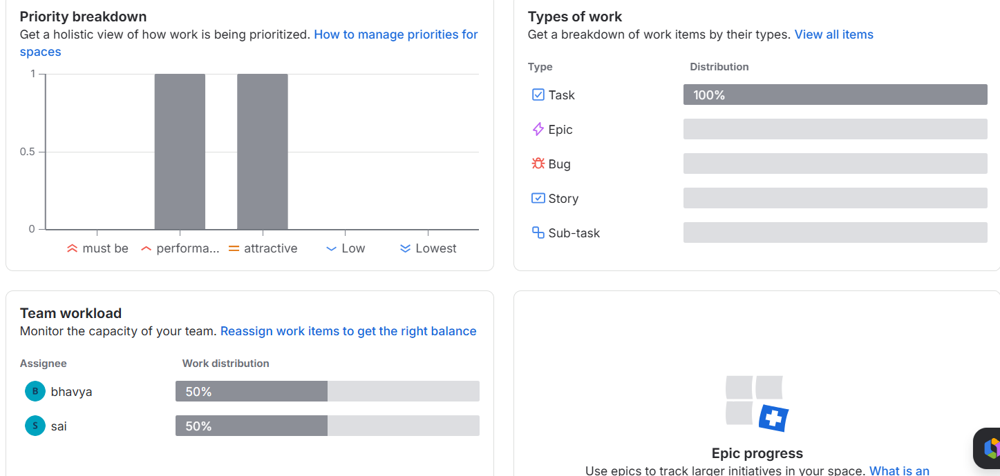 Priority breakdown
Get a holistic view of how work is being prioritized. How to manage priorities for
spaces
1
0.5
0
must be performa... attractive Low Lowest
Types of work
Get a breakdown of work items by their types. View all items
Type Distribution
Task 100%
Epic
Bug
Story
Sub-task
Team workload
Monitor the capacity of your team. Reassign work items to get the right balance
Assignee Work distribution
B bhavya 50%
S sai 50%
Epic progress
Use epics to track larger initiatives in your space. What is an